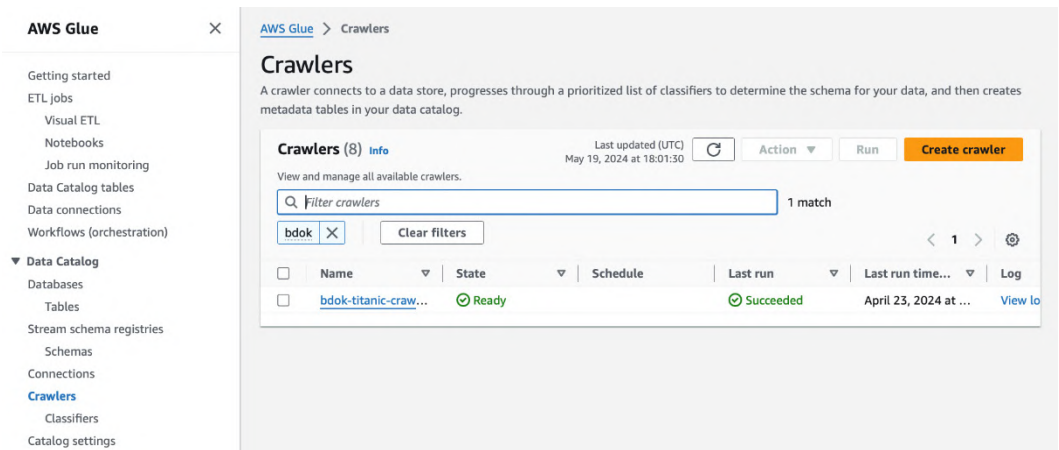 AWS Glue
Getting started
ETL jobs
Visual ETL
Notebooks
Job run monitoring
Data Catalog tables
Data connections
Workflows (orchestration)
Data Catalog
Databases
Tables
Stream schema registries
Schemas
Connections
Crawlers
Classifiers
Catalog settings
AWS Glue > Crawlers
Crawlers
A crawler connects to a data store, progresses through a prioritized list of classifiers to determine the schema for your data, and then creates
metadata tables in your data catalog.
Crawlers (8) Info
Last updated (UTC)
May 19, 2024 at 18:01:30
Action
Run
Create crawler
View and manage all available crawlers.
Filter crawlers
1 match
bdok
Clear filters
1
Name State Schedule Last run Last run time... Log
bdok-titanic-craw... Ready Succeeded April 23, 2024 at ... View lo